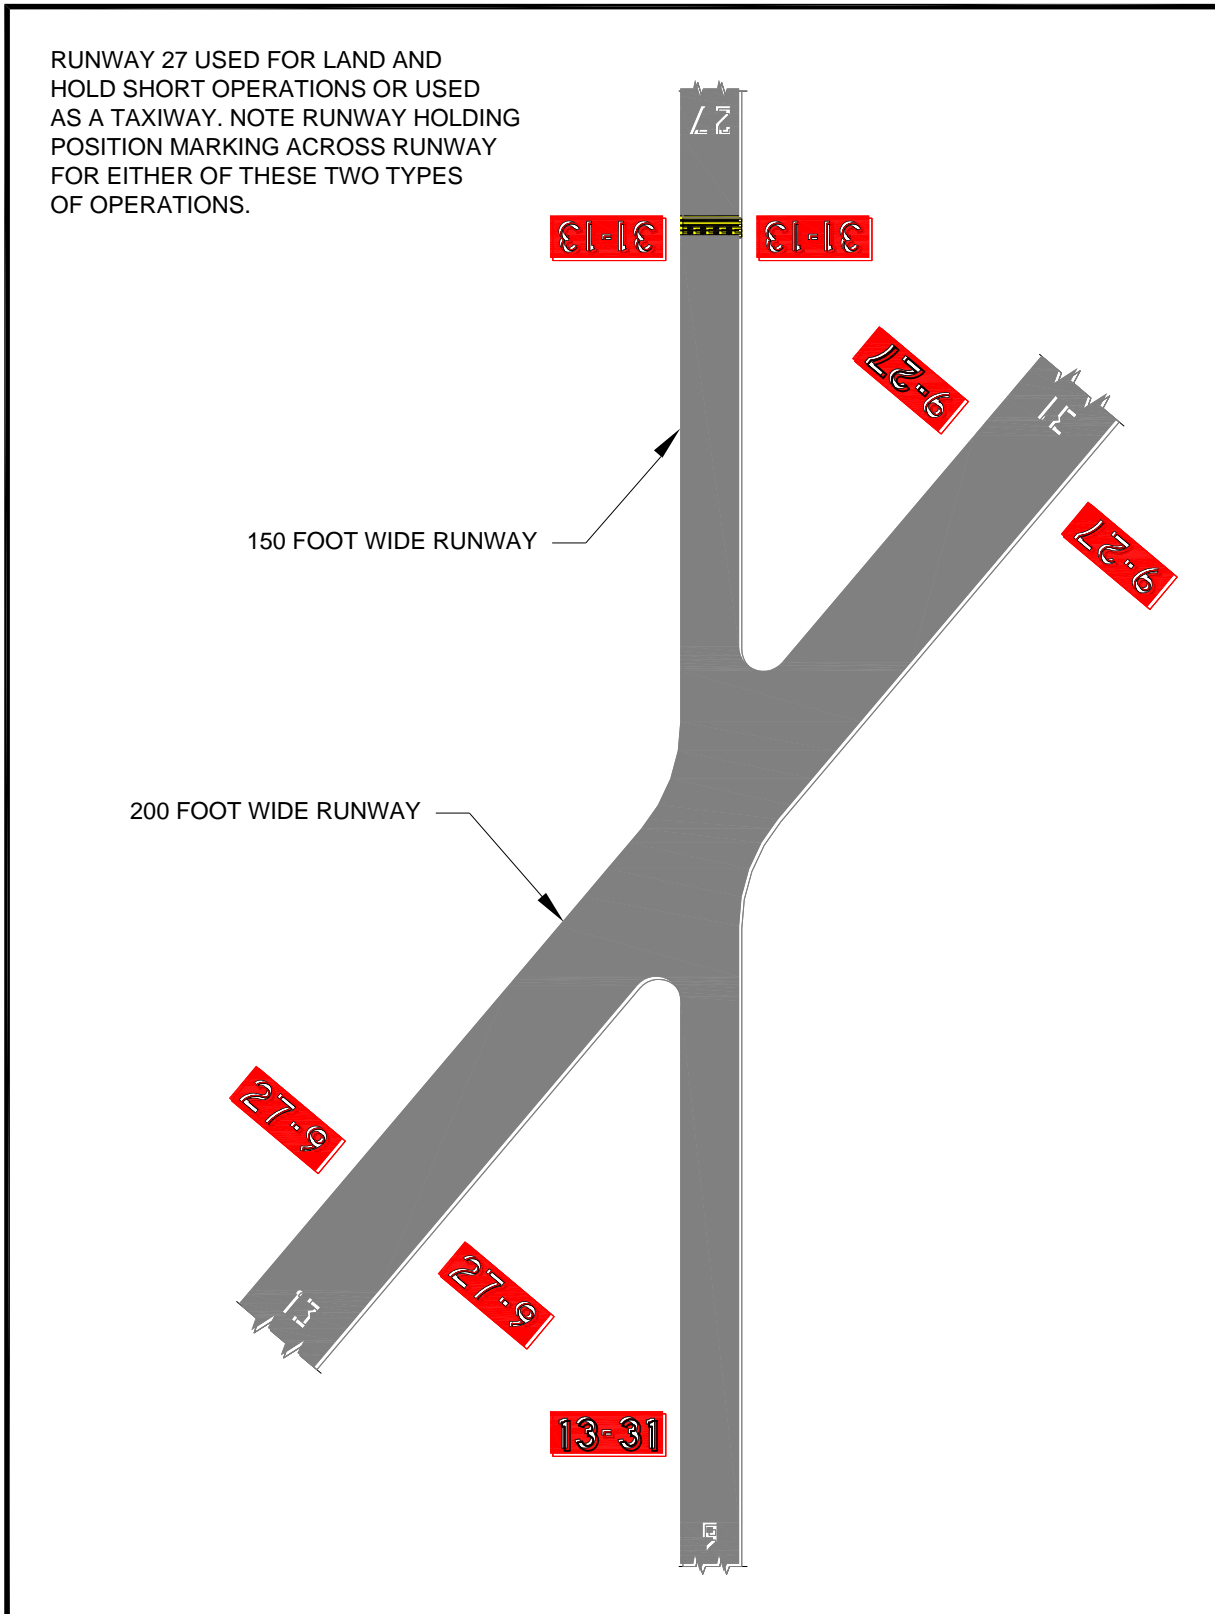 RUNWAY 27 USED FOR LAND AND
HOLD SHORT OPERATIONS OR USED
AS A TAXIWAY. NOTE RUNWAY HOLDING
POSITION MARKING ACROSS RUNWAY
FOR EITHER OF THESE TWO TYPES
OF OPERATIONS.
27
31-13
31-13
9-27
31
9-27
150 FOOT WIDE RUNWAY
200 FOOT WIDE RUNWAY
27-9
27-9
13
13-31
9